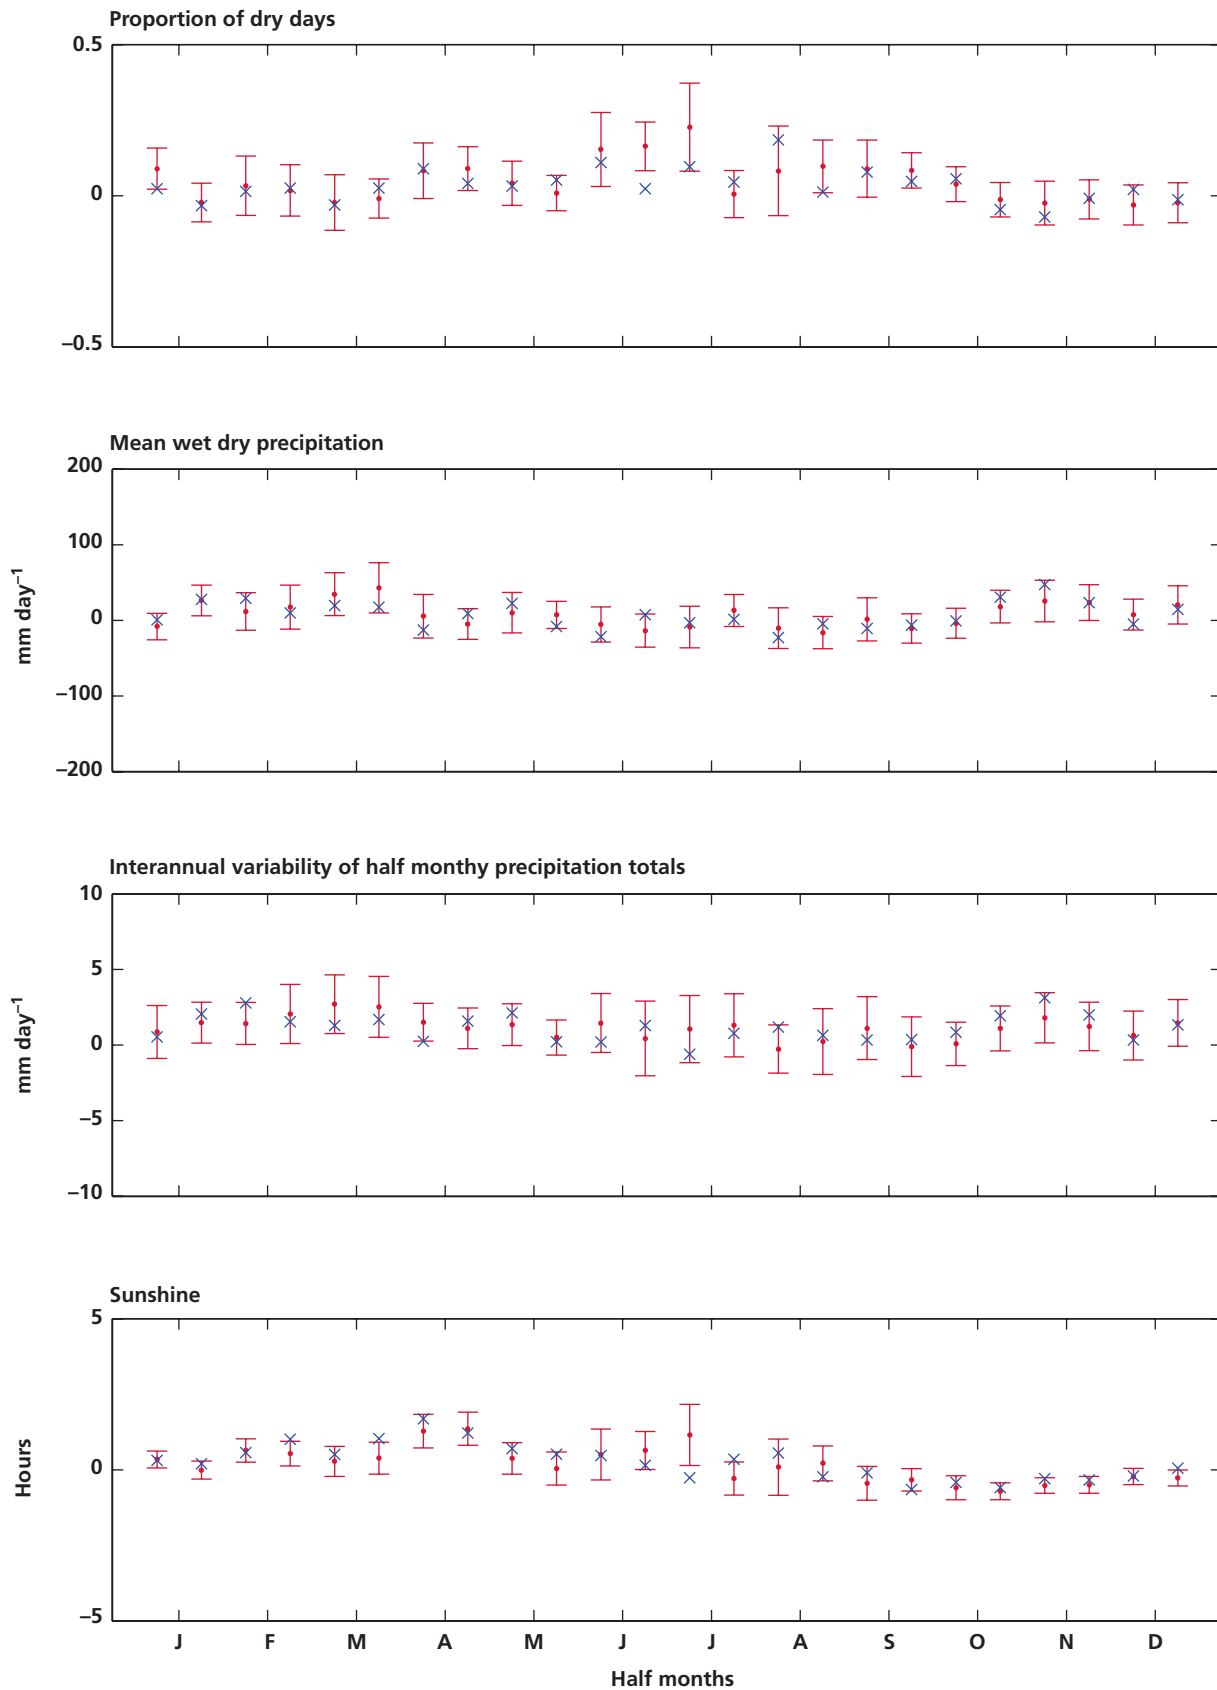 Proportion of dry days
0.5
0
–0.5
Mean wet dry precipitation
200
100
0
–100
–200
mm day–1
Interannual variability of half monthy precipitation totals
10
5
0
–5
–10
mm day–1
Sunshine
5
0
–5
Hours
J F M A M J J A S O N D
Half months